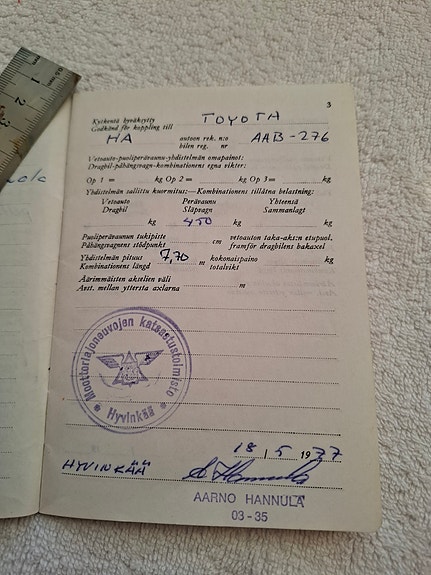 3
Kytkentä hyväksytty TOYOTA
Godkänd för koppling till
HA autoon rek. n:o AAB-276
bilen reg. nr
Vetoauto-puoliperävaunu-yhdistelmän omapainot:
Dragbil-påhängsvagn-kombinationens egna vikter:
Op 1 = kg Op 2 = kg Op 3 = kg
Yhdistelmän sallittu kuormitus:—Kombinationens tillåtna belastning:
Vetoauto Perävaunu Yhteensä
Dragbil Släpvagn Sammanlagt
kg 450 kg kg
Puoliperävaunun tukipiste cm vetoauton taka-aks:n etupuol,
Påhängsvagnens stödpunkt framför dragbilens bakaxel
Yhdistelmän pituus 7,70 m kokonaispaino kg
Kombinationens längd totalvikt
Äärimmäisten akselien väli m
Avst. mellan yttersta axlarna
Moottoriajoneuvojen katsastustoimisto
Hyvinkää
18 / 5 1977
HYVINKÄÄ A Hannula
AARNO HANNULA
03-35